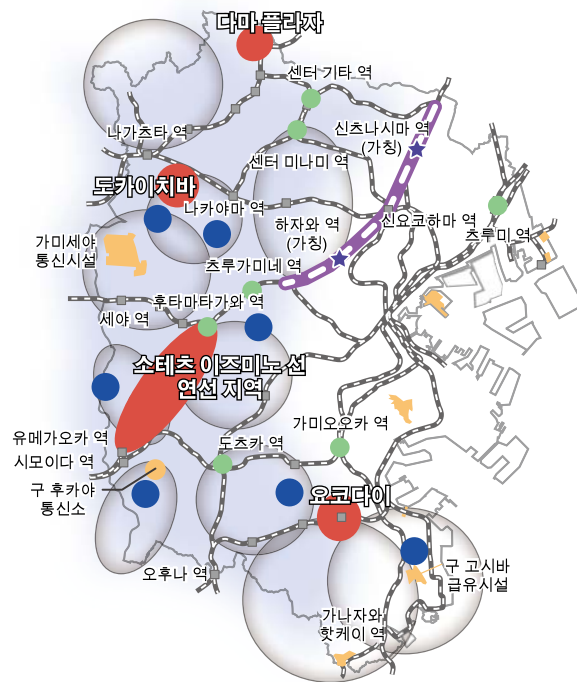 다마 플라자
센터 기타 역
신츠나시마 역
(가칭)
나가츠타 역
센터 미나미 역
도카이치바
나카야마 역
하자와 역
(가칭)
신요코하마 역
츠루미 역
가미세야
통신시설
츠루가미네 역
후타마타가와 역
세야 역
소테츠 이즈미노 선
연선 지역
유메가오카 역
시모이다 역
도츠카 역
가미오오카 역
구 후카야
통신소
요코다이
오후나 역
구 고시바
급유시설
가나자와
핫케이 역